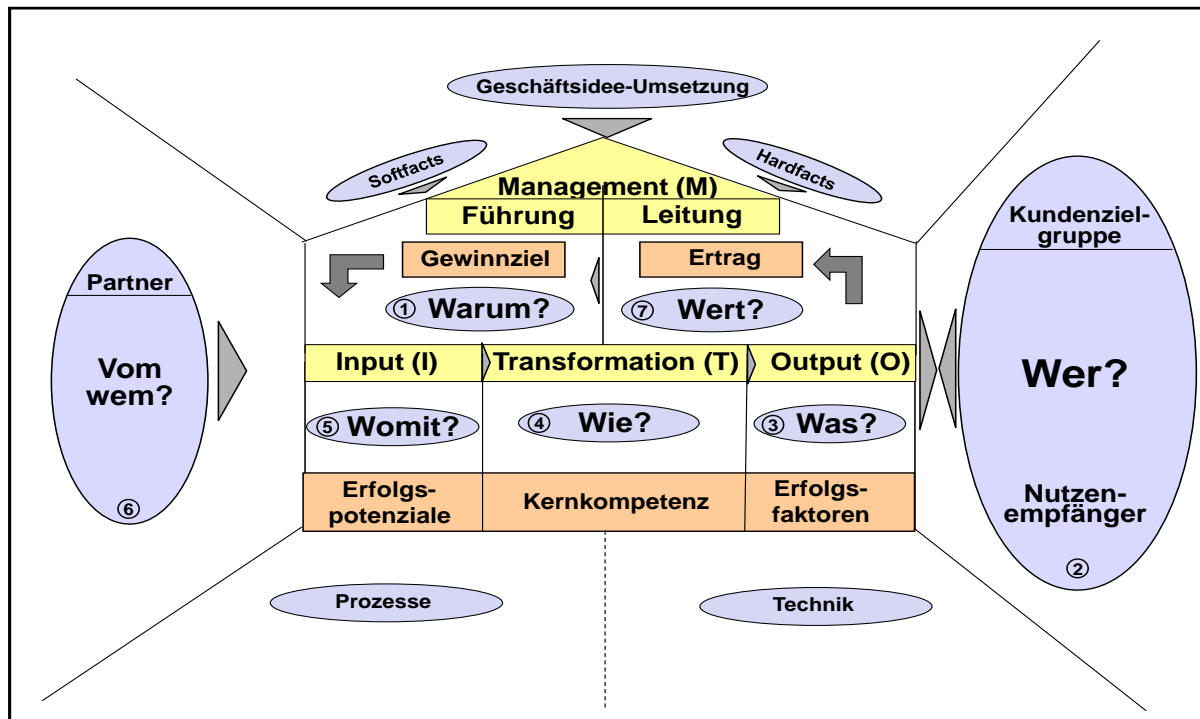 Geschäftsidee-Umsetzung
Softfacts
Hardfacts
Management (M)
Führung
Leitung
Gewinnziel
Ertrag
① Warum?
⑦ Wert?
Partner
Vom
wem?
⑥
Input (I)
Transformation (T)
Output (O)
⑤ Womit?
④ Wie?
③ Was?
Erfolgs-
potenziale
Kernkompetenz
Erfolgs-
faktoren
Kundenziel-
gruppe
Wer?
Nutzen-
empfänger
②
Prozesse
Technik